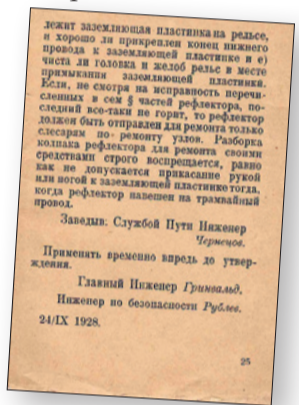 лежит заземляющая пластинка на рельсе,
и хорошо ли прикреплен конец нижнего
провода к заземляющей пластинке и е)
чиста ли головка и желоб рельс в месте
примыкания заземляющей пластинки.
Если, не смотря на исправность перечи-
сленных в сем § частей рефлектора, по-
следний все-таки не горит, то рефлектор
должен быть отправлен для ремонта только
слесарям по ремонту узлов. Разборка
колпака рефлектора для ремонта своими
средствами строго воспрещается, равно
как не допускается прикасание рукой
или ногой к заземляющей пластинке тогда,
когда рефлектор навешен на трамвайный
провод.
Заведыв. Службой Пути Инженер
Чернецов.
Применять временно впредь до утвер-
ждения.
Главный Инженер Гринвальд.
Инженер по безопасности Рублев.
24/IX 1928.
25